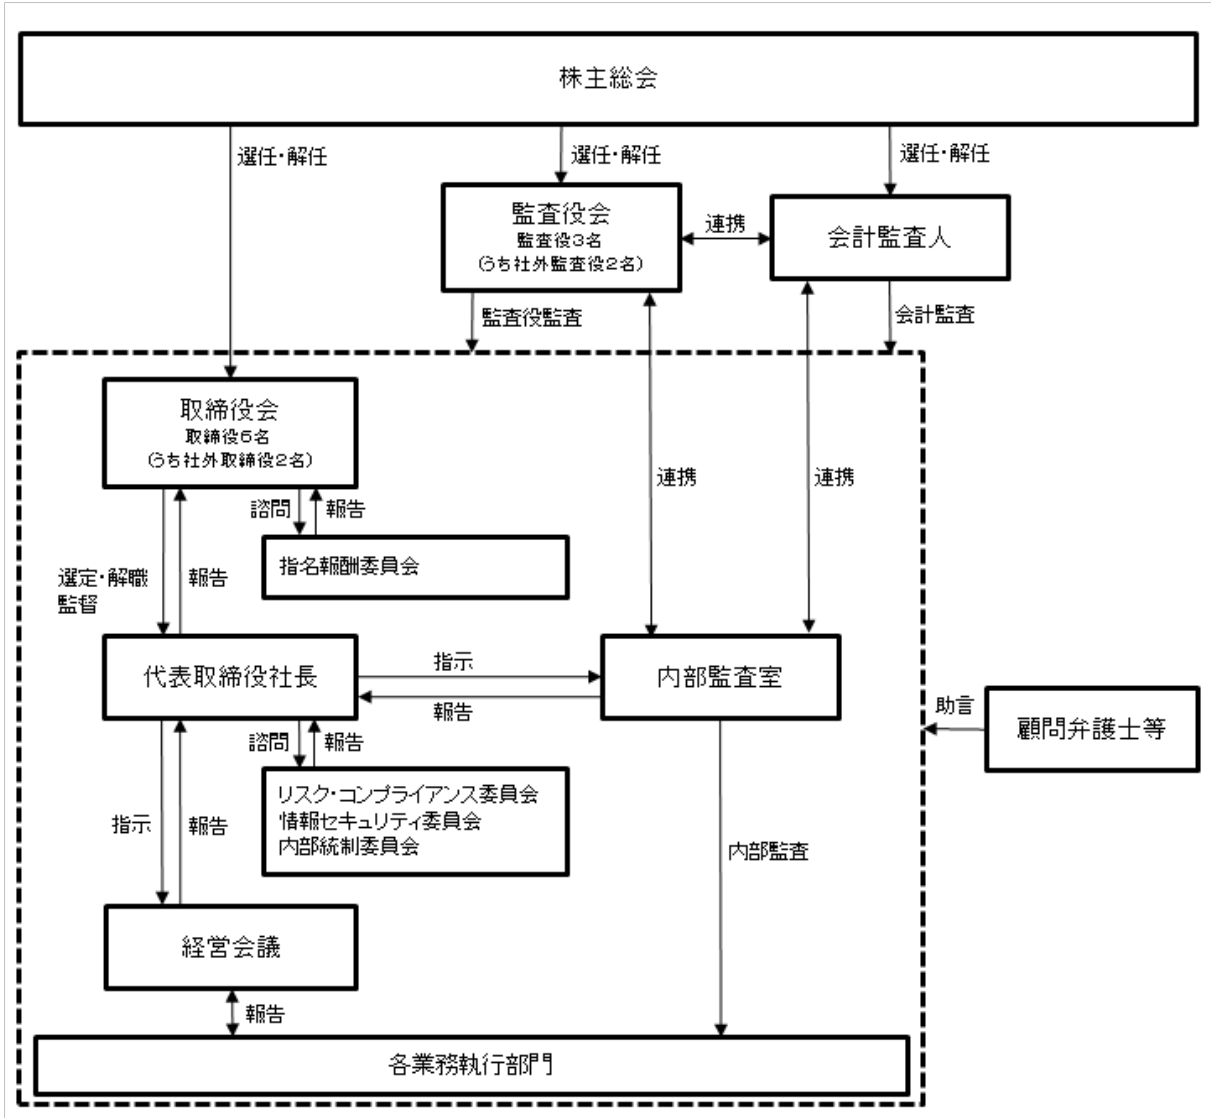 株主総会
選任・解任
選任・解任
選任・解任
監査役会
監査役3名
(うち社外監査役2名)
連携
会計監査人
監査役監査
会計監査
取締役会
取締役6名
(うち社外取締役2名)
連携
連携
諮問
報告
指名報酬委員会
選定・解職
監督
報告
代表取締役社長
指示
報告
内部監査室
助言
顧問弁護士等
諮問
報告
リスク・コンプライアンス委員会
情報セキュリティ委員会
内部統制委員会
指示
報告
内部監査
経営会議
報告
各業務執行部門